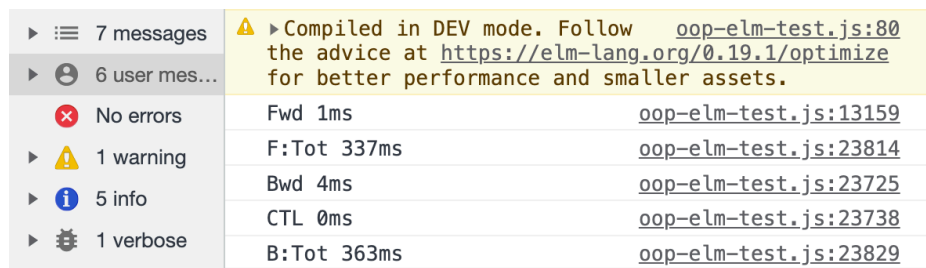 7 messages
6 user mes...
No errors
1 warning
5 info
1 verbose
Compiled in DEV mode. Follow oop-elm-test.js:80
the advice at https://elm-lang.org/0.19.1/optimize
for better performance and smaller assets.
Fwd 1ms oop-elm-test.js:13159
F:Tot 337ms oop-elm-test.js:23814
Bwd 4ms oop-elm-test.js:23725
CTL 0ms oop-elm-test.js:23738
B:Tot 363ms oop-elm-test.js:23829